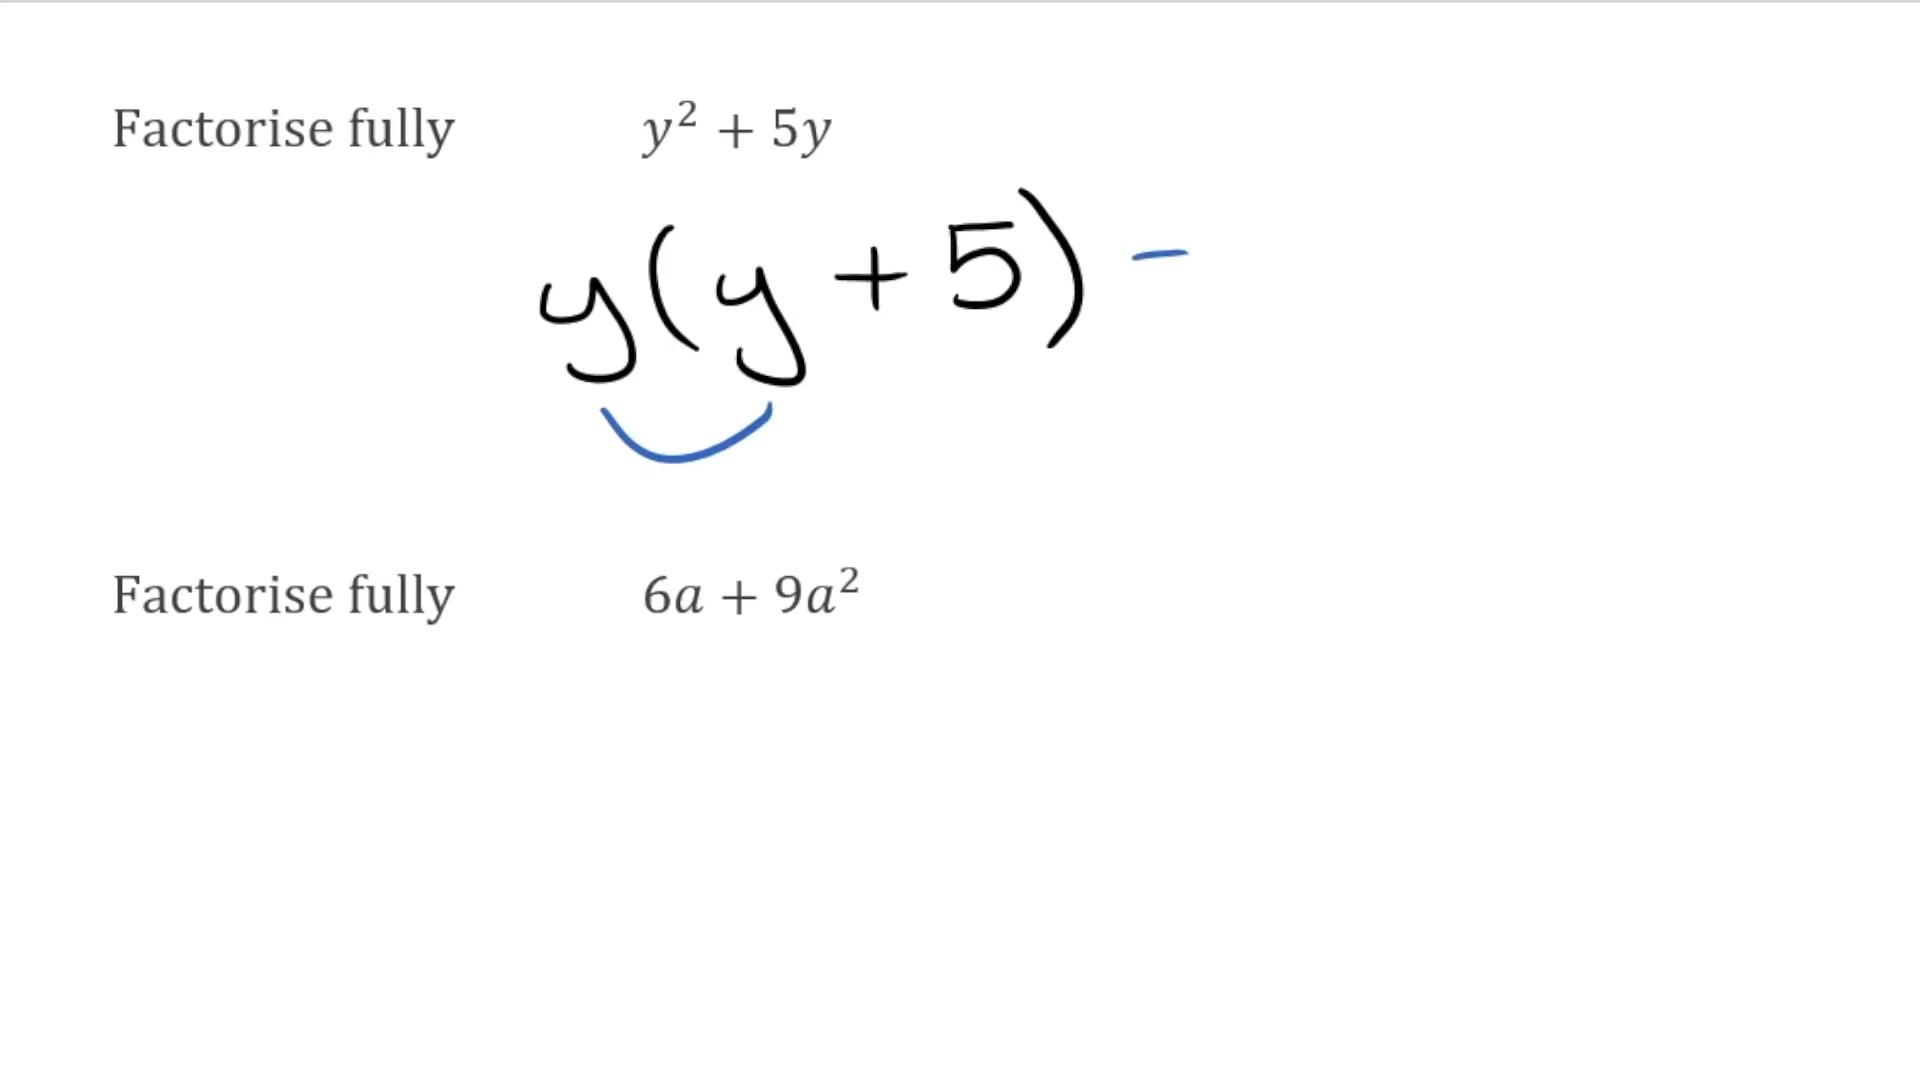 Factorise fully y² + 5y
y(y + 5) -
Factorise fully 6a + 9a²